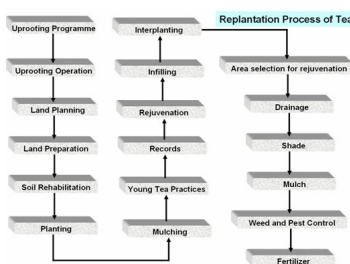 Replantation Process of Tea
Uprooting Programme
Uprooting Operation
Land Planning
Land Preparation
Soil Rehabilitation
Planting
Mulching
Young Tea Practices
Records
Rejuvenation
Infilling
Interplanting
Area selection for rejuvenation
Drainage
Shade
Mulch
Weed and Pest Control
Fertilizer